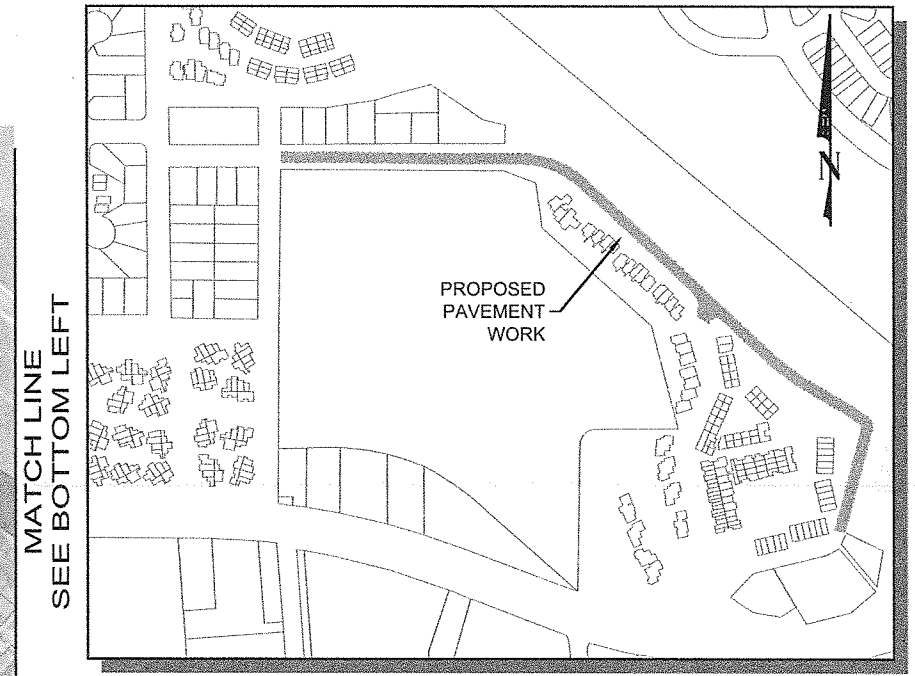 MATCH LINE
SEE BOTTOM LEFT
PROPOSED
PAVEMENT
WORK
N